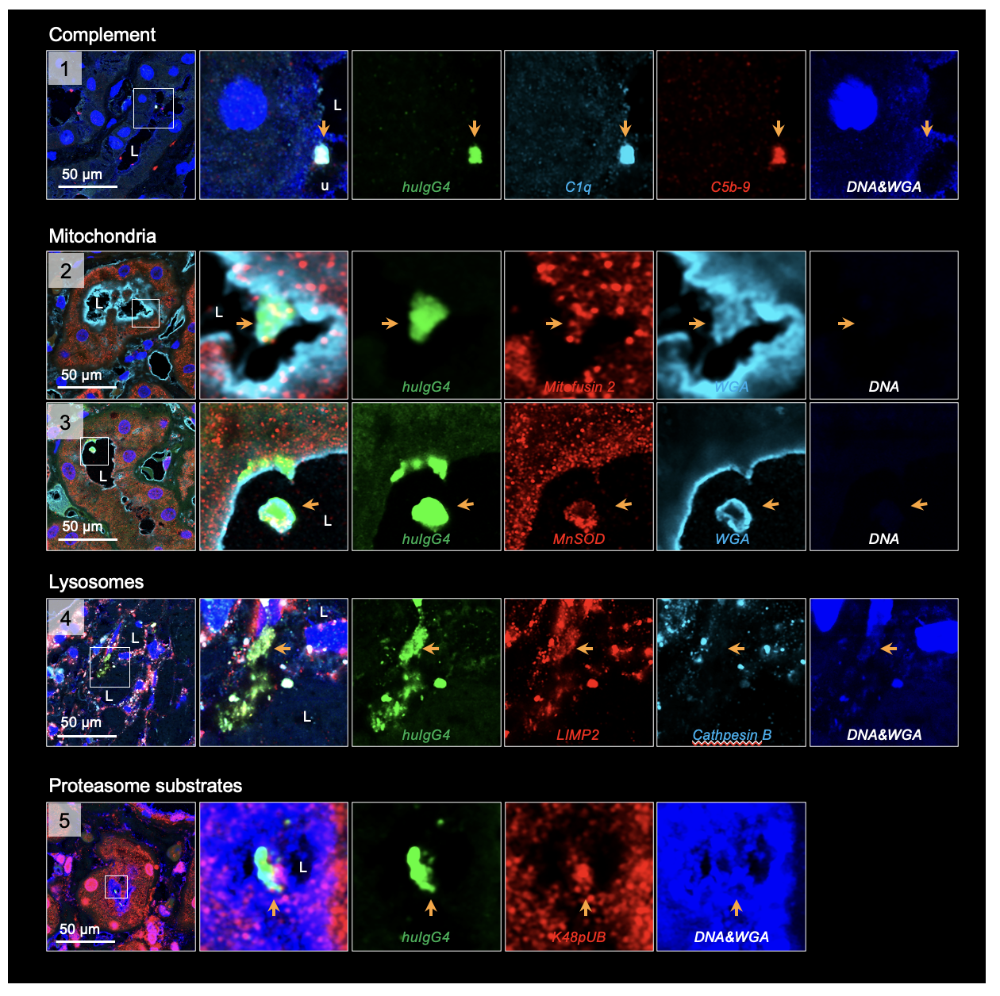 Complement
1
L
50 µm
L
u
huIgG4
C1q
C5b-9
DNA&WGA
Mitochondria
2
L
50 µm
L
huIgG4
Mitefusin 2
WGA
DNA
3
L
50 µm
L
huIgG4
MnSOD
WGA
DNA
Lysosomes
4
L
L
50 µm
L
L
huIgG4
LIMP2
Cathpesin B
DNA&WGA
Proteasome substrates
5
50 µm
L
huIgG4
K48pUB
DNA&WGA